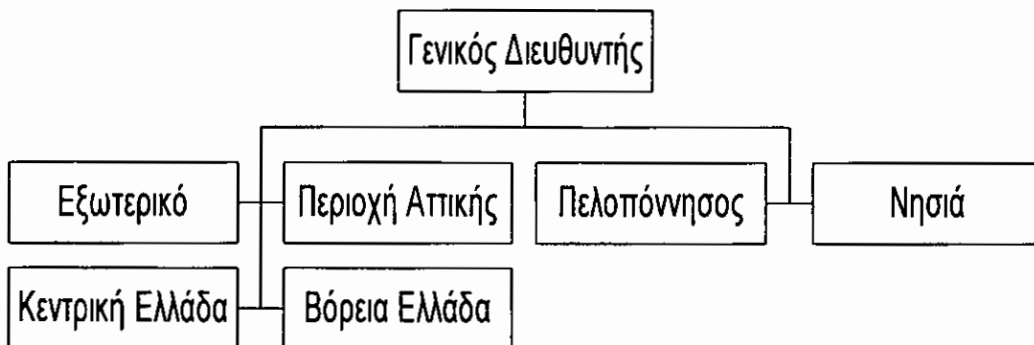 Γενικός Διευθυντής
Εξωτερικό
Περιοχή Αττικής
Πελοπόννησος
Νησιά
Κεντρική Ελλάδα
Βόρεια Ελλάδα